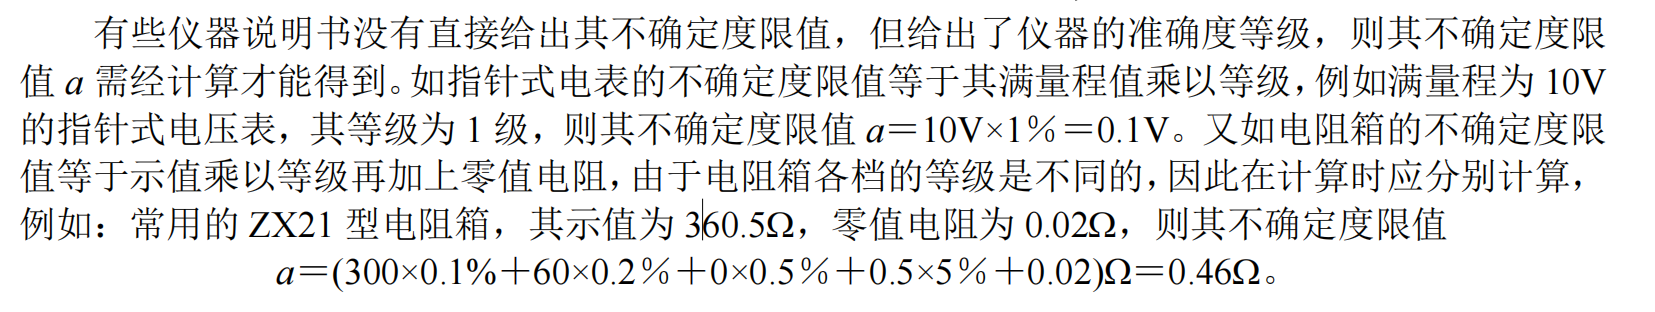 有些仪器说明书没有直接给出其不确定度限值，但给出了仪器的准确度等级，则其不确定度限
值 a 需经计算才能得到。如指针式电表的不确定度限值等于其满量程值乘以等级，例如满量程为 10V
的指针式电压表，其等级为 1 级，则其不确定度限值 a＝10V×1％＝0.1V。又如电阻箱的不确定度限
值等于示值乘以等级再加上零值电阻，由于电阻箱各档的等级是不同的，因此在计算时应分别计算，
例如：常用的 ZX21 型电阻箱，其示值为 360.5Ω，零值电阻为 0.02Ω，则其不确定度限值
a＝(300×0.1%＋60×0.2％＋0×0.5％＋0.5×5％＋0.02)Ω＝0.46Ω。